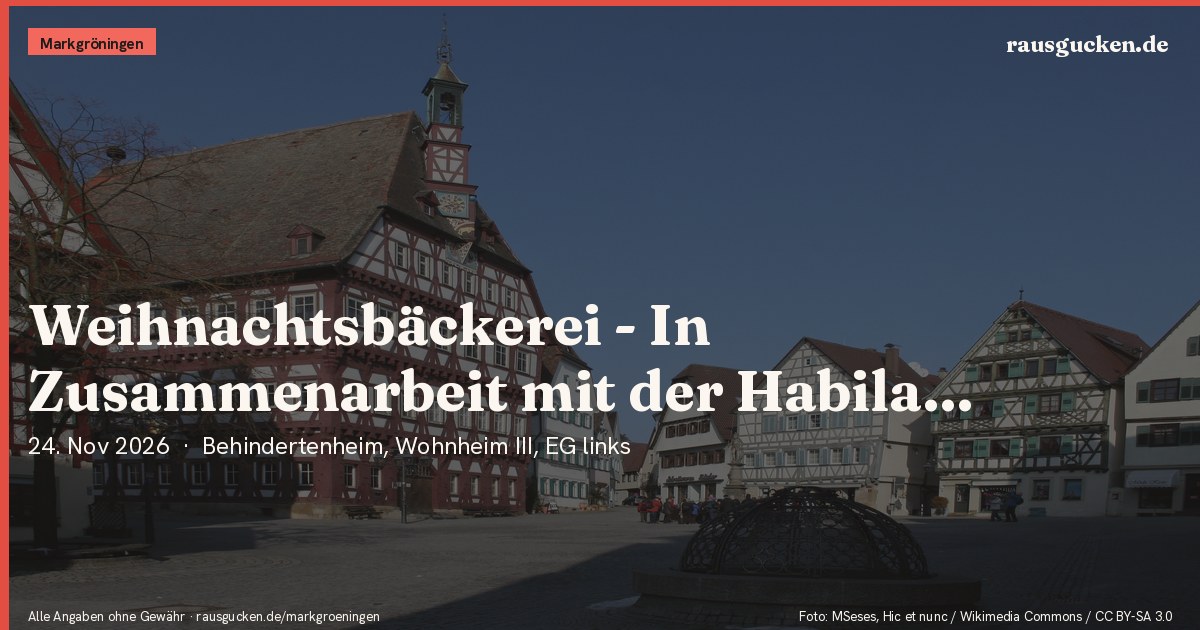 Markgröningen
rausgucken.de
Weihnachtsbäckerei - In
Zusammenarbeit mit der Habila...
24. Nov 2026 · Behindertenheim, Wohnheim III, EG links
Alle Angaben ohne Gewähr · rausgucken.de/markgroeningen
Foto: MSeses, Hic et nunc / Wikimedia Commons / CC BY-SA 3.0